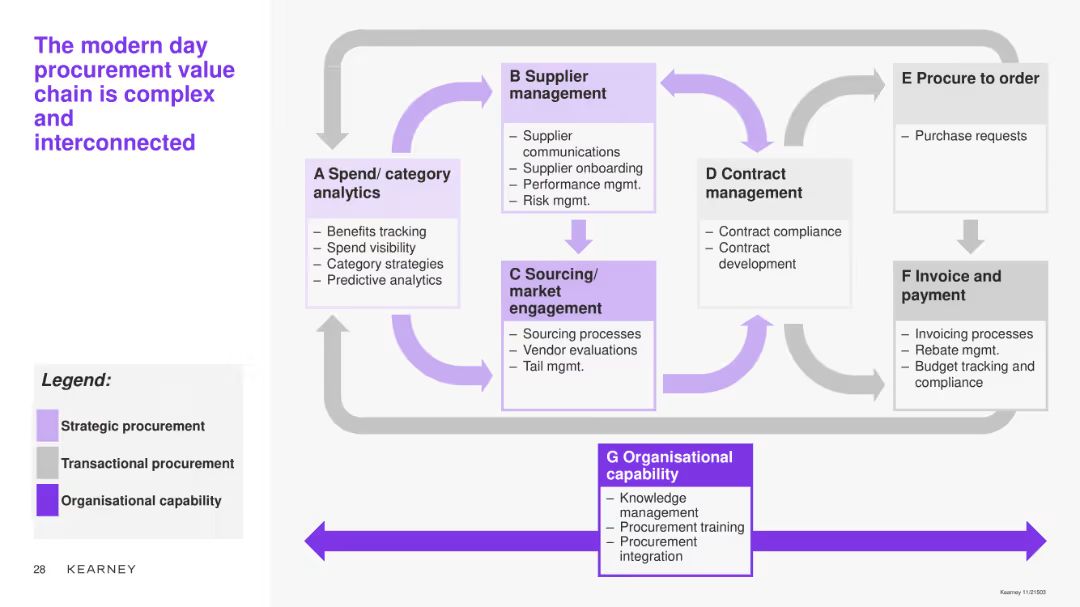 The modern day
procurement value
chain is complex
and
interconnected
Legend:
Strategic procurement
Transactional procurement
Organisational capability
28 KEARNEY
A Spend/ category
analytics
– Benefits tracking
– Spend visibility
– Category strategies
– Predictive analytics
B Supplier
management
– Supplier
communications
– Supplier onboarding
– Performance mgmt.
– Risk mgmt.
C Sourcing/
market
engagement
– Sourcing processes
– Vendor evaluations
– Tail mgmt.
D Contract
management
– Contract compliance
– Contract
development
E Procure to order
– Purchase requests
F Invoice and
payment
– Invoicing processes
– Rebate mgmt.
– Budget tracking and
compliance
G Organisational
capability
– Knowledge
management
– Procurement training
– Procurement
integration
Kearney 11/21503